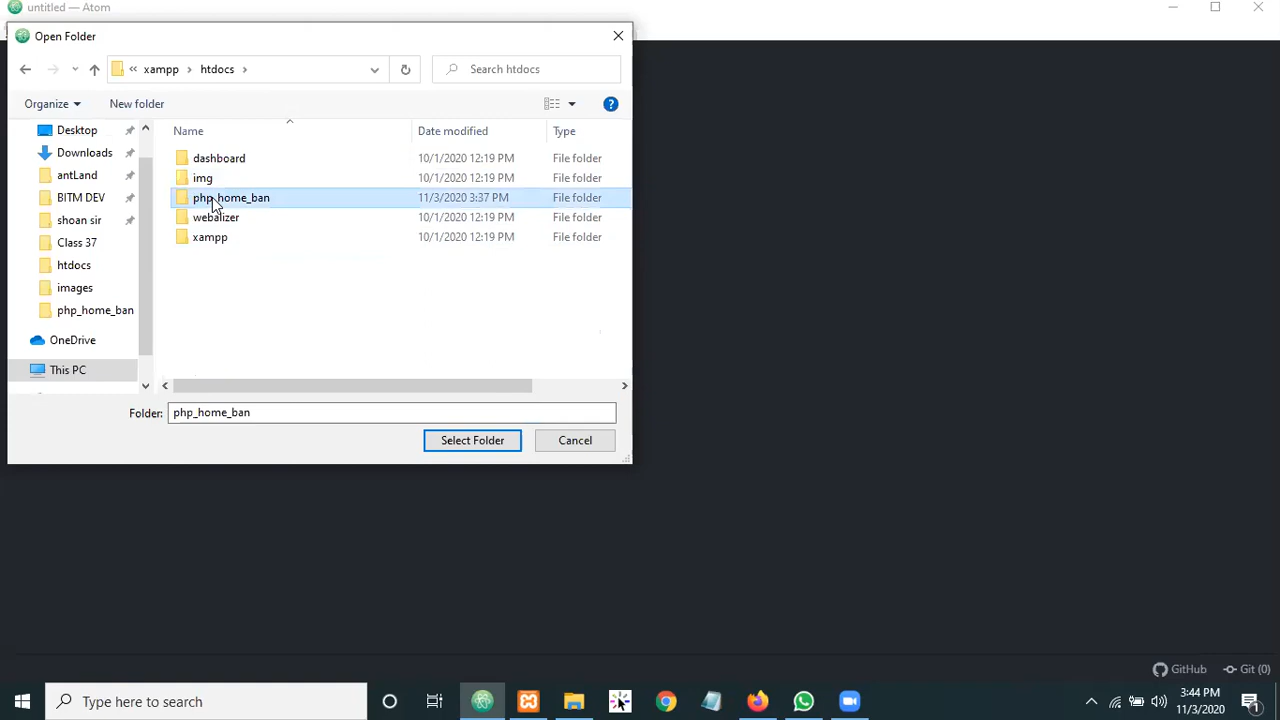 untitled — Atom
Open Folder
xampp › htdocs ›
Search htdocs
Organize
New folder
Name Date modified Type
Desktop
Downloads
antLand
BITM DEV
shoan sir
Class 37
htdocs
images
php_home_ban
OneDrive
This PC
dashboard 10/1/2020 12:19 PM File folder
img 10/1/2020 12:19 PM File folder
php_home_ban 11/3/2020 3:37 PM File folder
webalizer 10/1/2020 12:19 PM File folder
xampp 10/1/2020 12:19 PM File folder
Folder: php_home_ban
Select Folder Cancel
GitHub Git (0)
Type here to search
3:44 PM
11/3/2020
1